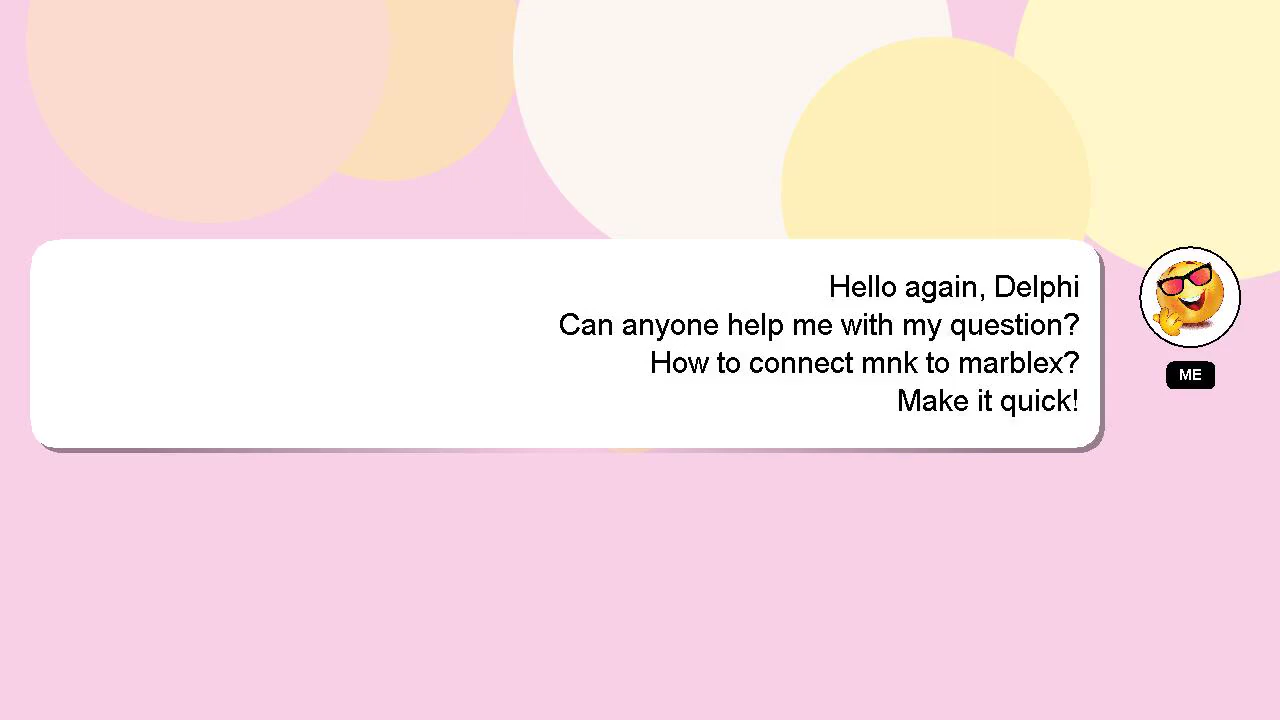 Hello again, Delphi
Can anyone help me with my question?
How to connect mnk to marblex?
Make it quick!
ME